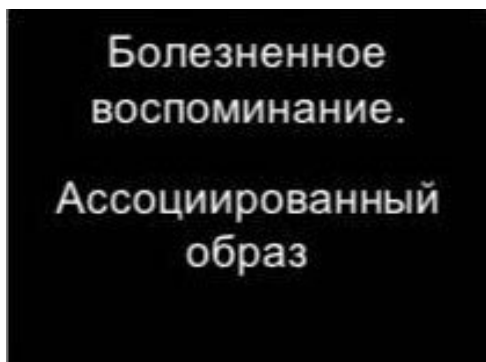 Болезненное
воспоминание.
Ассоциированный
образ